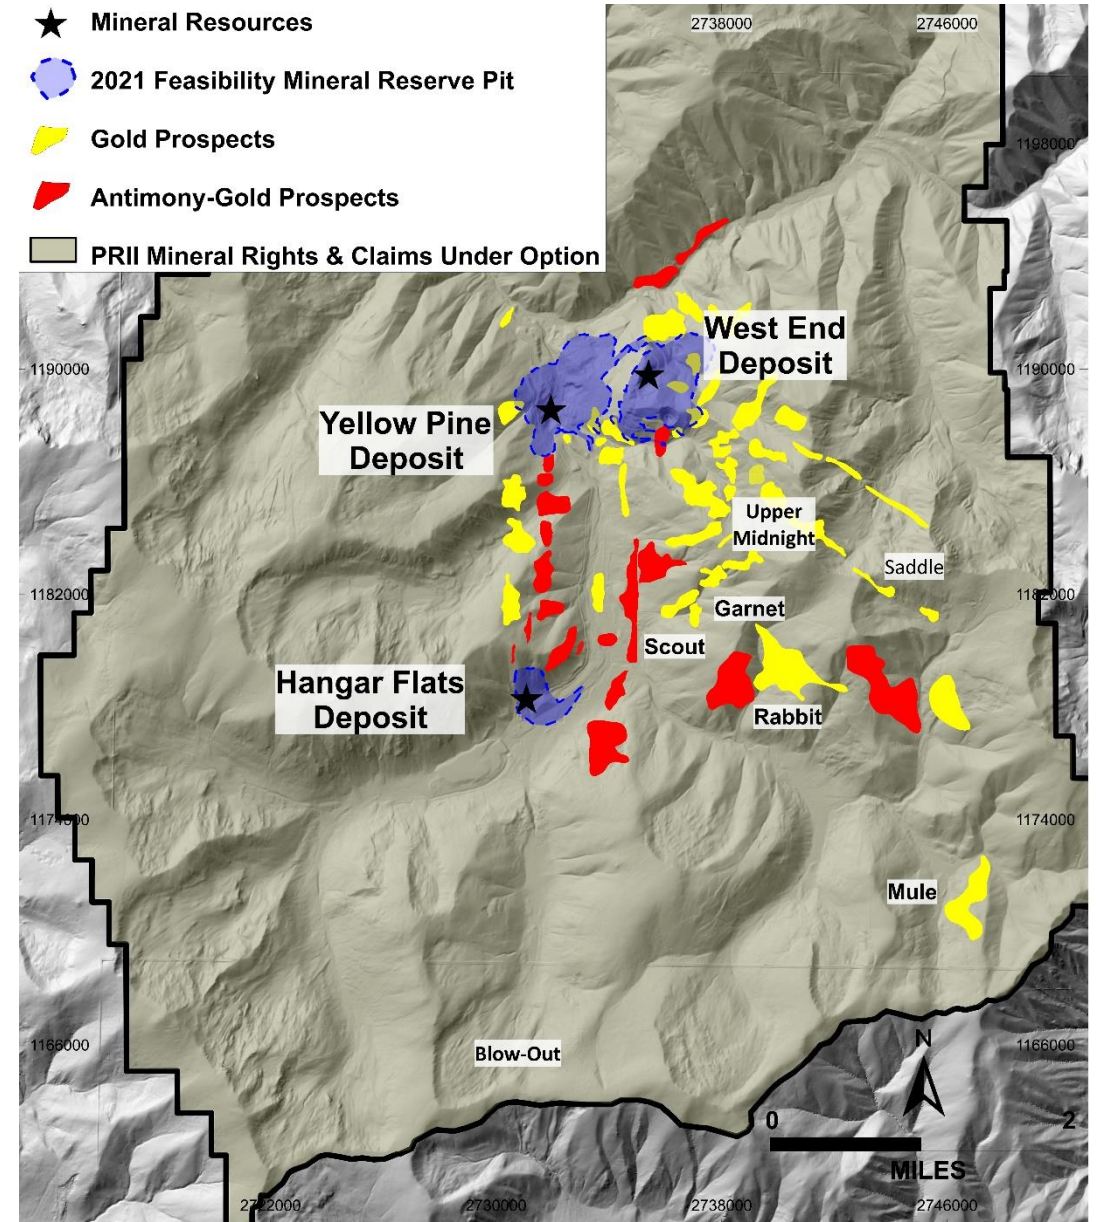 Mineral Resources
2021 Feasibility Mineral Reserve Pit
Gold Prospects
Antimony-Gold Prospects
PRII Mineral Rights & Claims Under Option
2738000
2746000
1198000
West End
Deposit
1190000
1190000
Yellow Pine
Deposit
Upper
Midnight
Saddle
1182000
1182000
Garnet
Scout
Hangar Flats
Deposit
Rabbit
1174000
1174000
Mule
1166000
Blow-Out
1166000
N
0
2
MILES
2722000
2730000
2738000
2746000